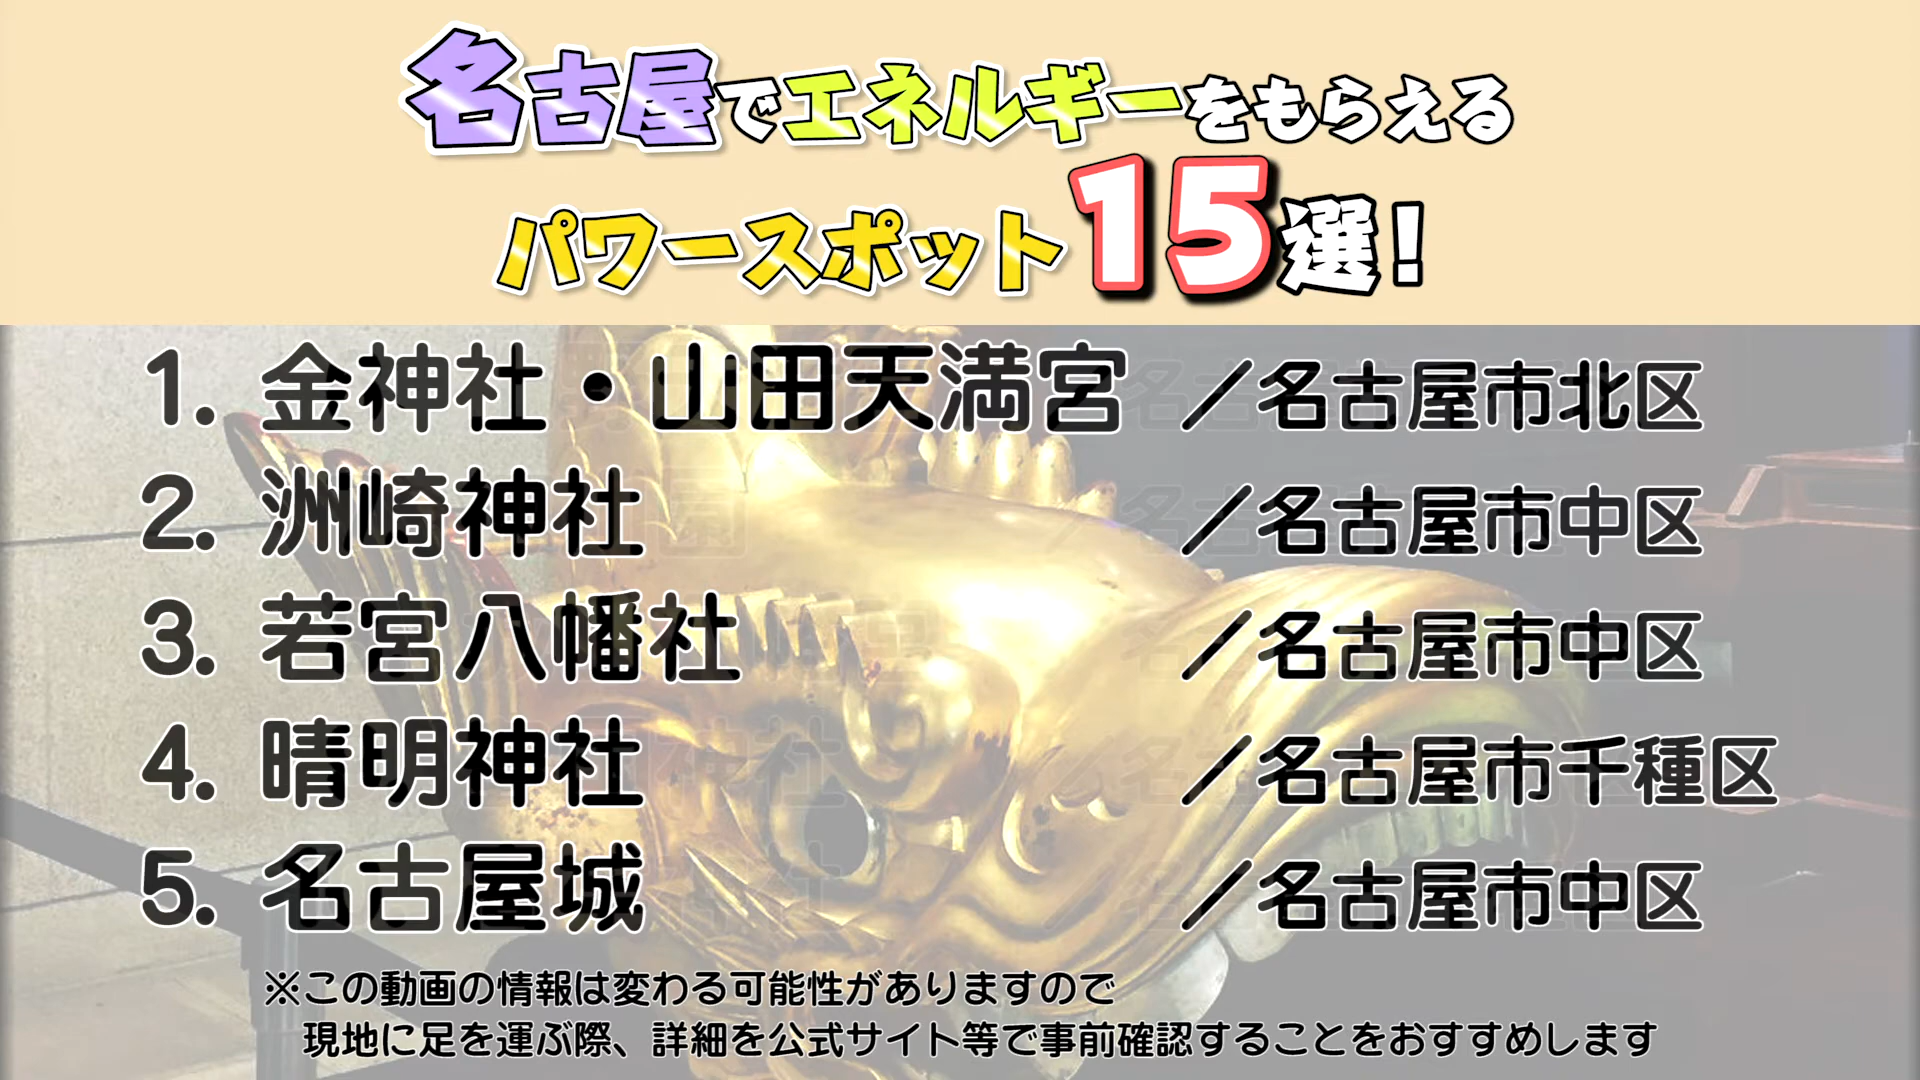 名古屋でエネルギーをもらえる
パワースポット15選!
1. 金神社・山田天満宮 ／名古屋市北区
2. 洲崎神社 ／名古屋市中区
3. 若宮八幡社 ／名古屋市中区
4. 晴明神社 ／名古屋市千種区
5. 名古屋城 ／名古屋市中区
※この動画の情報は変わる可能性がありますので
現地に足を運ぶ際、詳細を公式サイト等で事前確認することをおすすめします